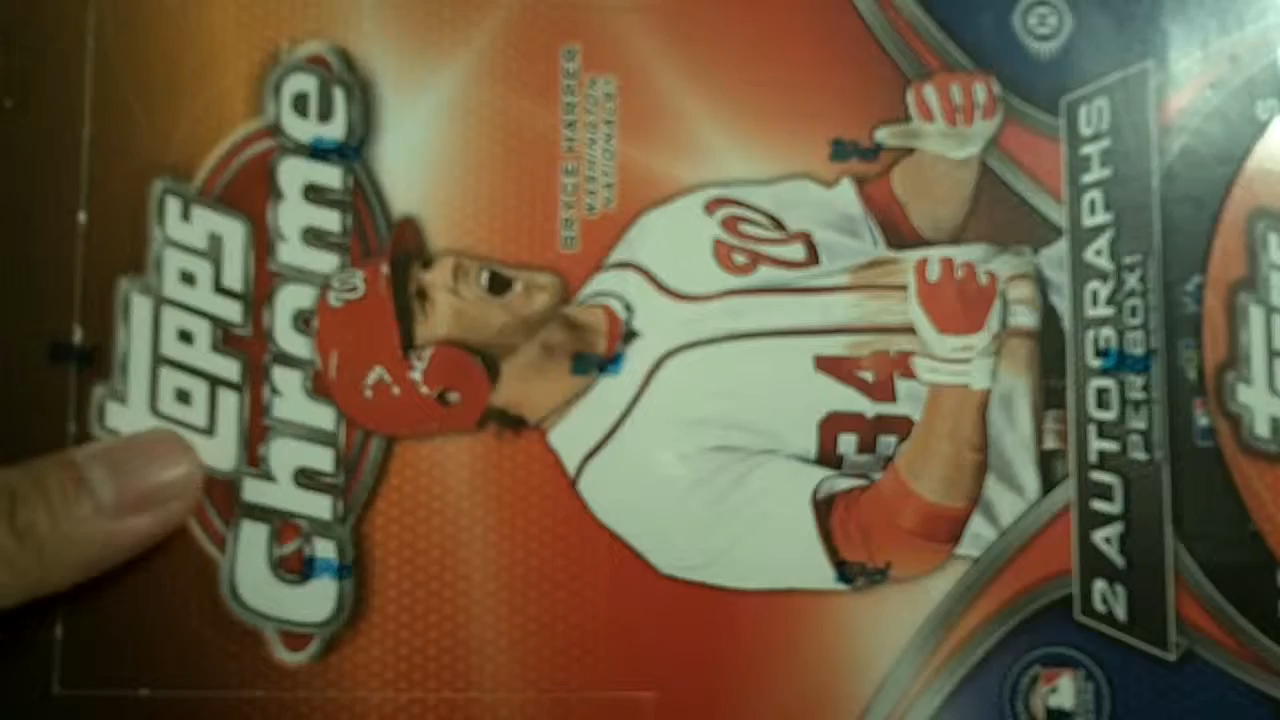 Topps
Chrome
BRYCE HARPER
WASHINGTON
NATIONALS
W
34
2 AUTOGRAPHS
PER BOX!